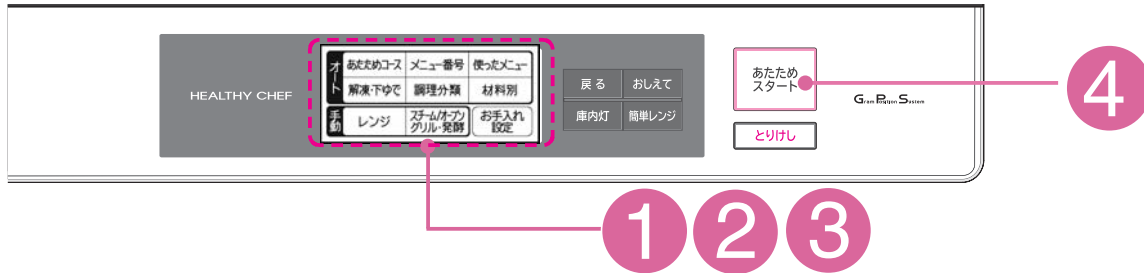 HEALTHY CHEF
オート
あたためコース メニュー番号 使ったメニュー
解凍・下ゆで 調理分類 材料別
手動
レンジ スチーム/オーブン グリル・発酵 お手入れ 設定
戻る おしえて
庫内灯 簡単レンジ
あたため
スタート
とりけし
Gram Position System
4
1 2 3